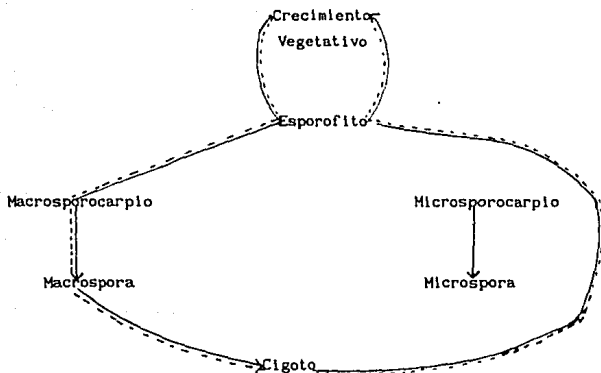 Crecimiento
Vegetativo
Esporofito
Macrosporocarpio
Microsporocarpio
Macrospora
Microspora
Cigoto